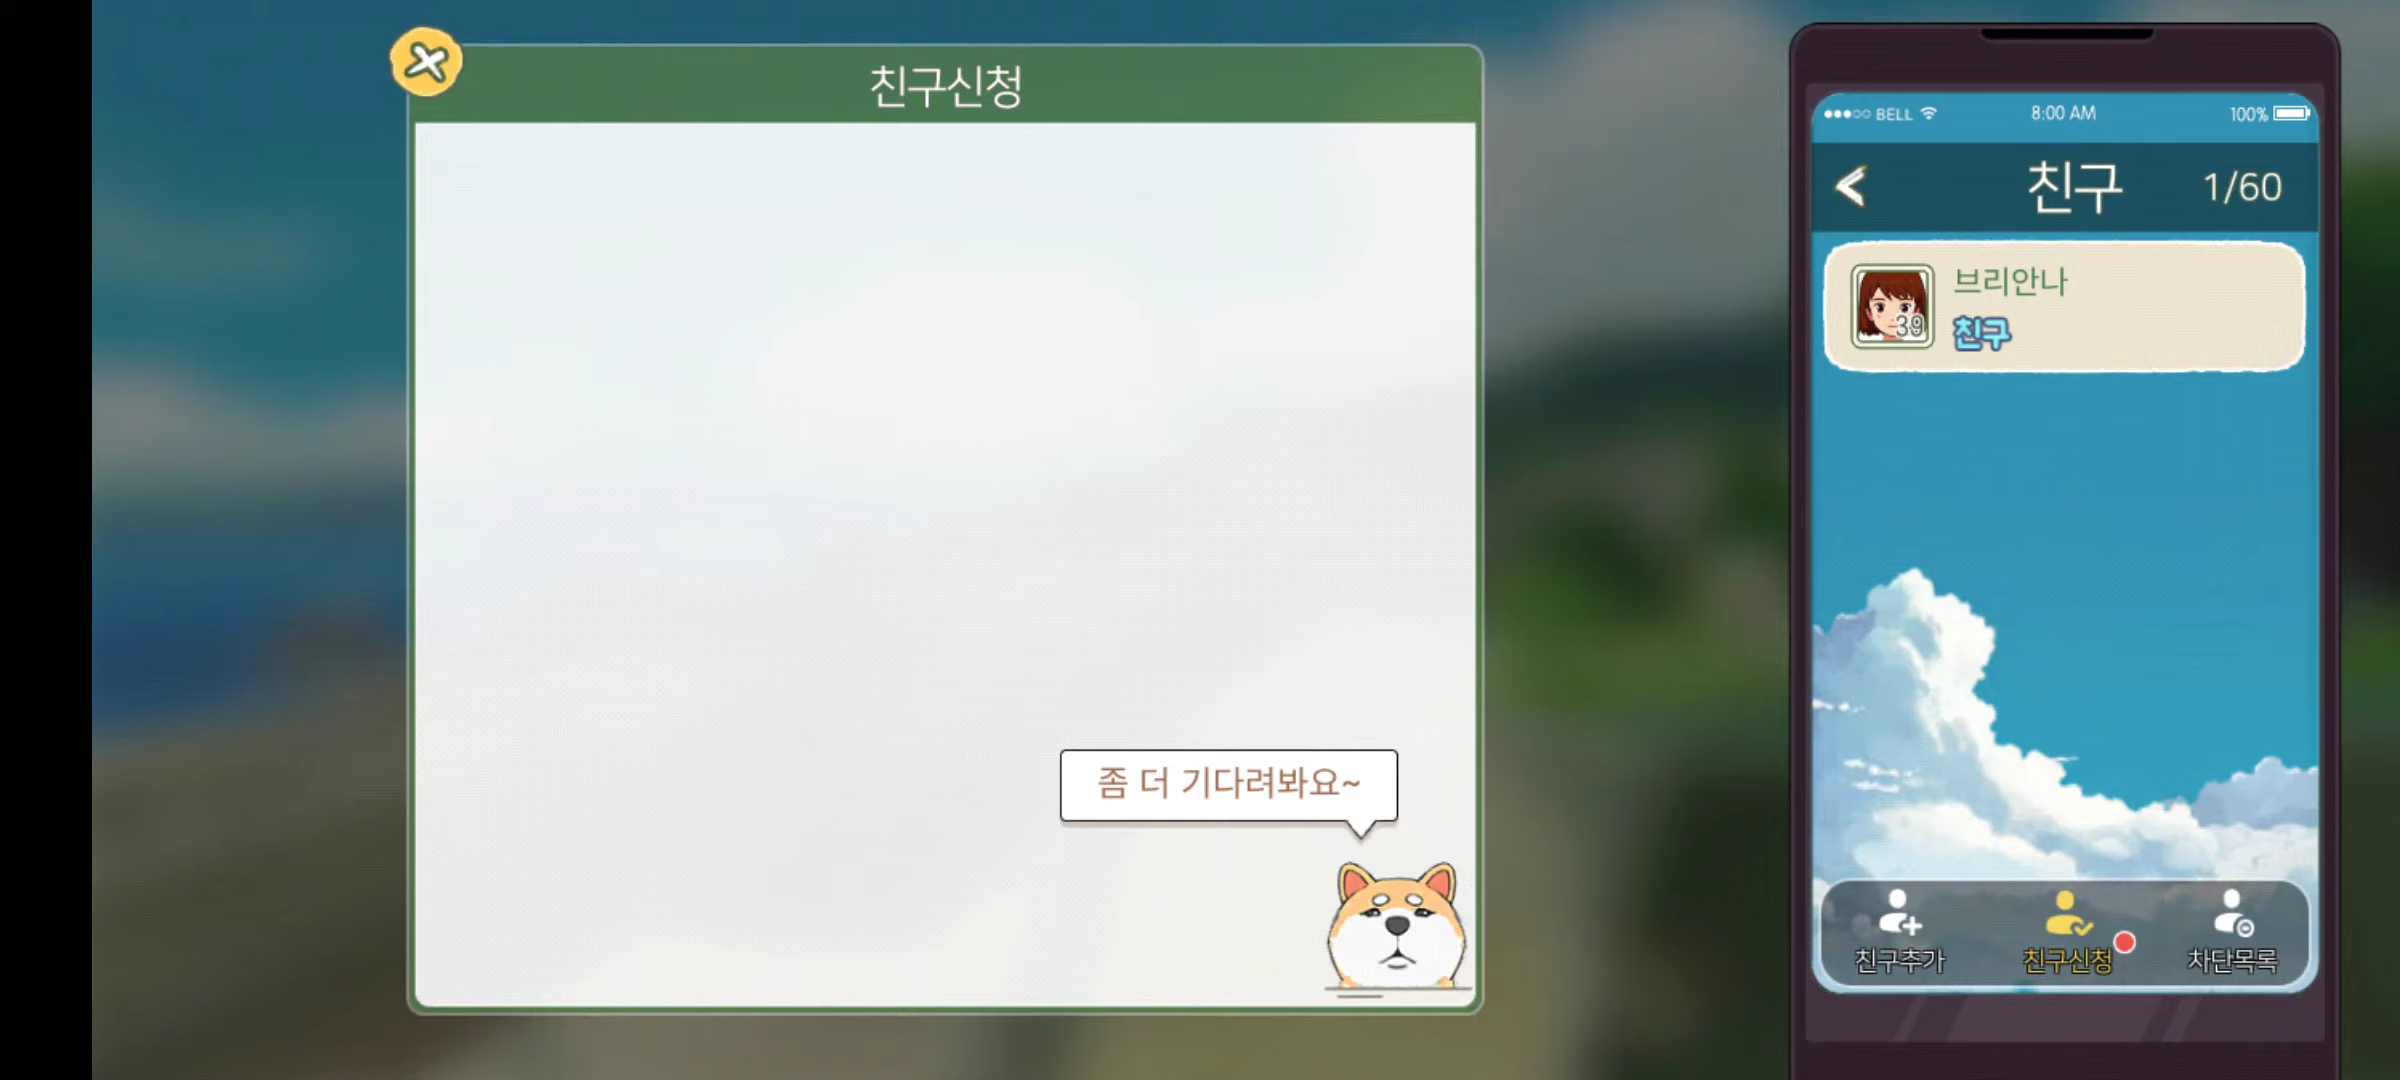 친구신청
좀 더 기다려봐요~
BELL 8:00 AM 100%
친구 1/60
브리안나
39
친구
친구추가 친구신청 차단목록